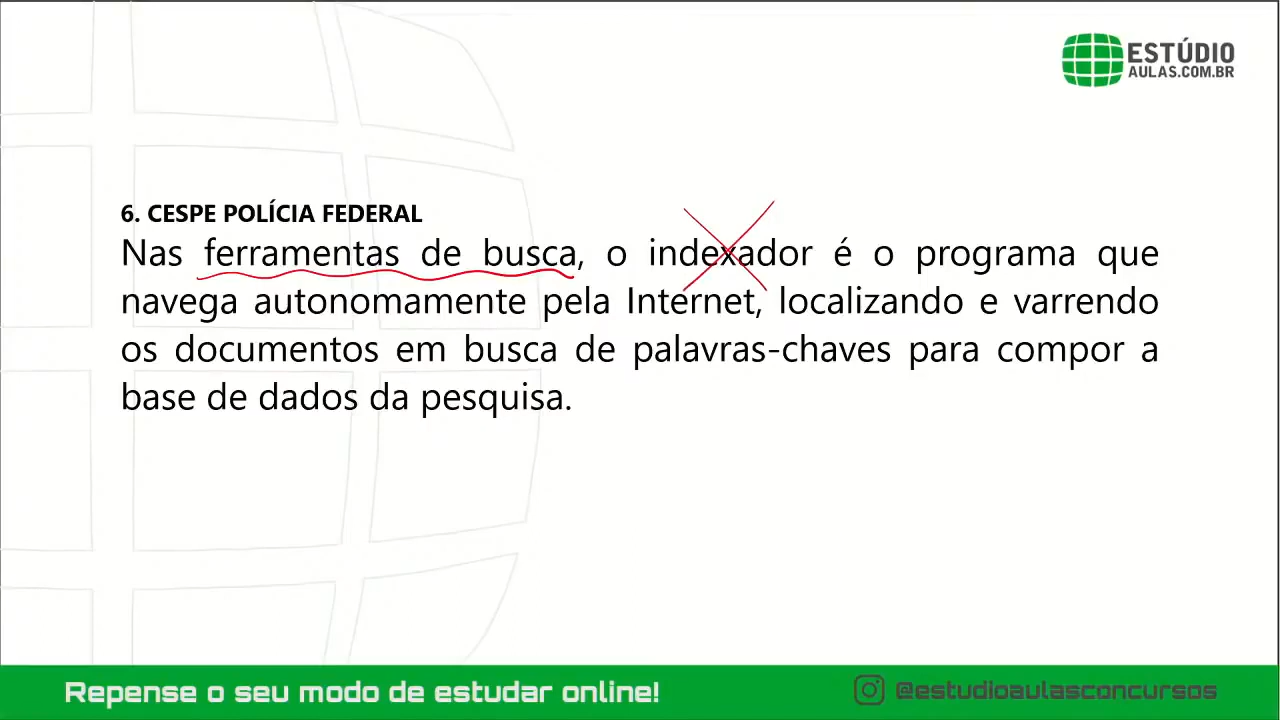 ESTÚDIO
AULAS.COM.BR
6. CESPE POLÍCIA FEDERAL
Nas ferramentas de busca, o indexador é o programa que
navega autonomamente pela Internet, localizando e varrendo
os documentos em busca de palavras-chaves para compor a
base de dados da pesquisa.
Repense o seu modo de estudar online!
@estudioaulasconcursos